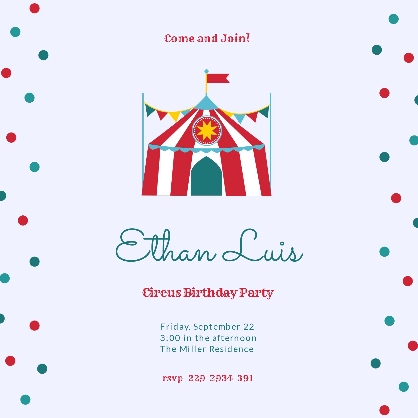 Come and Join!
Ethan Luis
Circus Birthday Party
Friday, September 22
3:00 in the afternoon
The Miller Residence
rsvp 229 2934 391